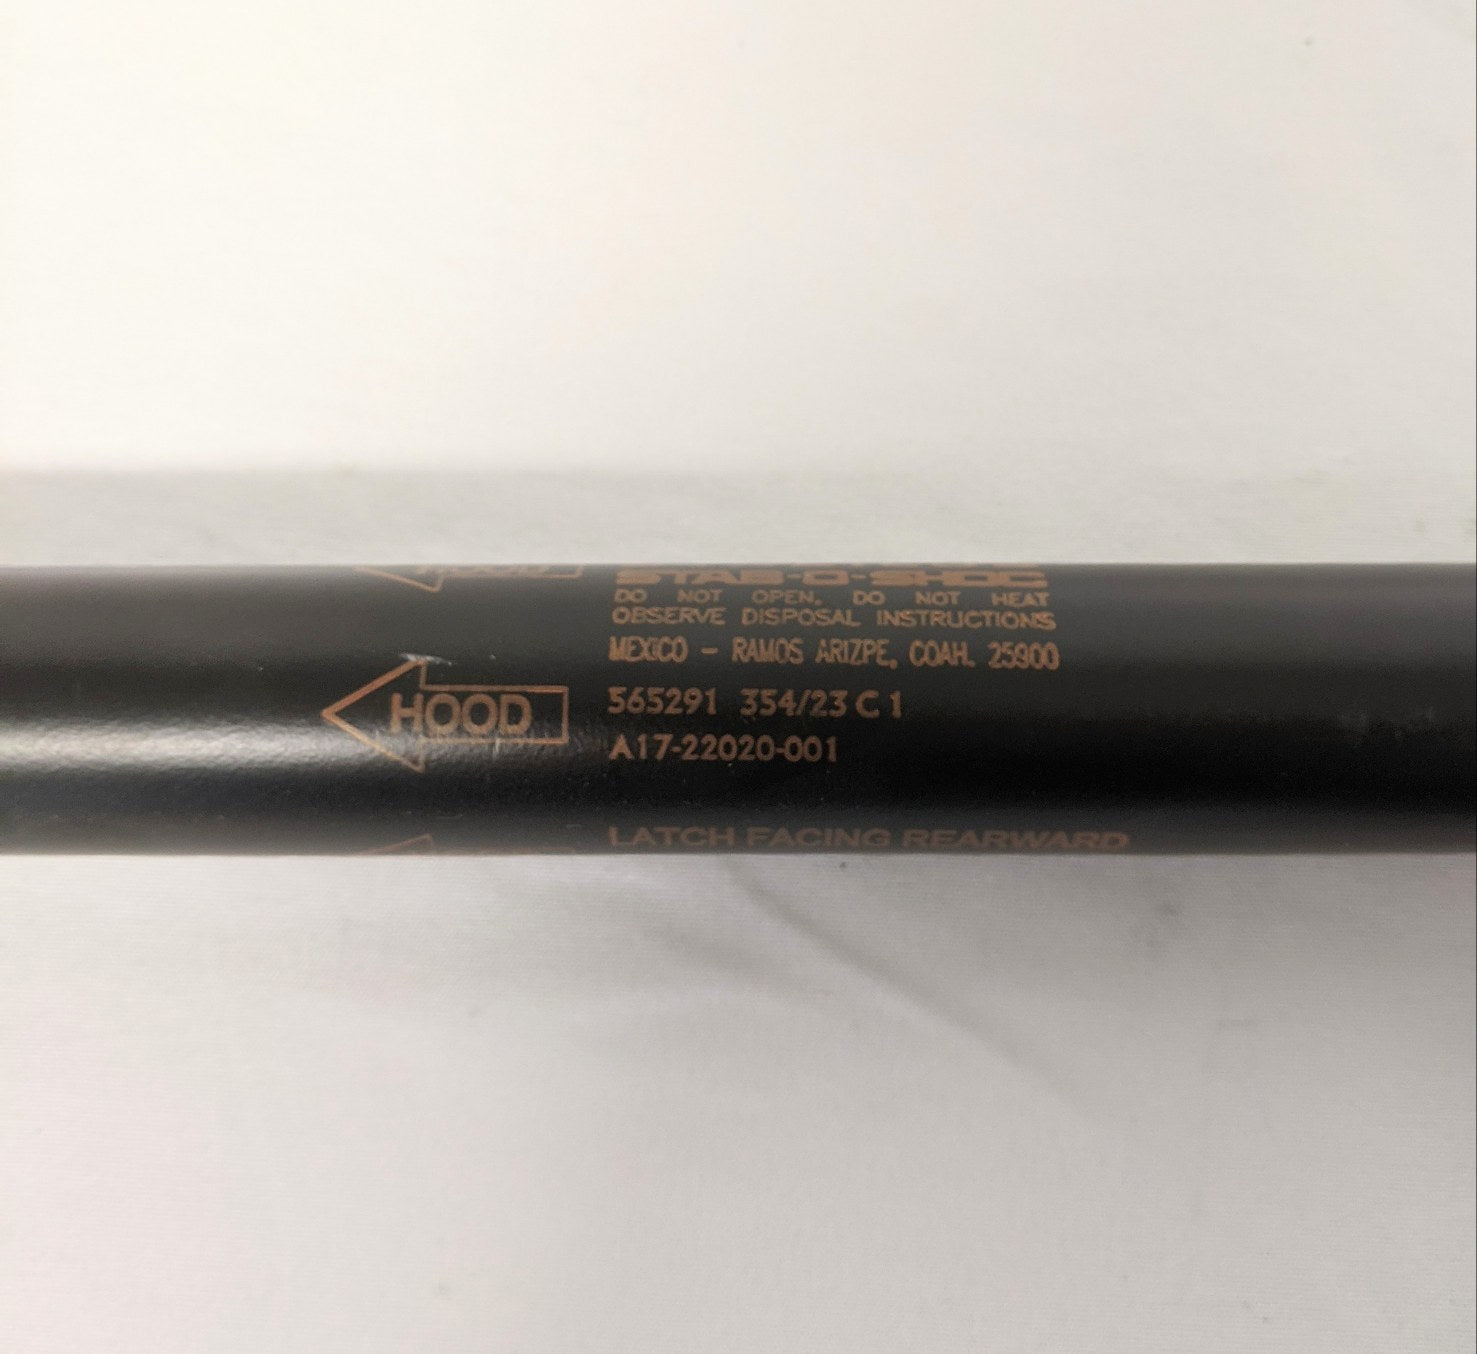 STAB-O-SHOC
DO NOT OPEN. DO NOT HEAT
OBSERVE DISPOSAL INSTRUCTIONS
MEXICO - RAMOS ARIZPE, COAH. 25900
HOOD
565291 354/23 C 1
A17-22020-001
LATCH FACING REARWARD
HOOD